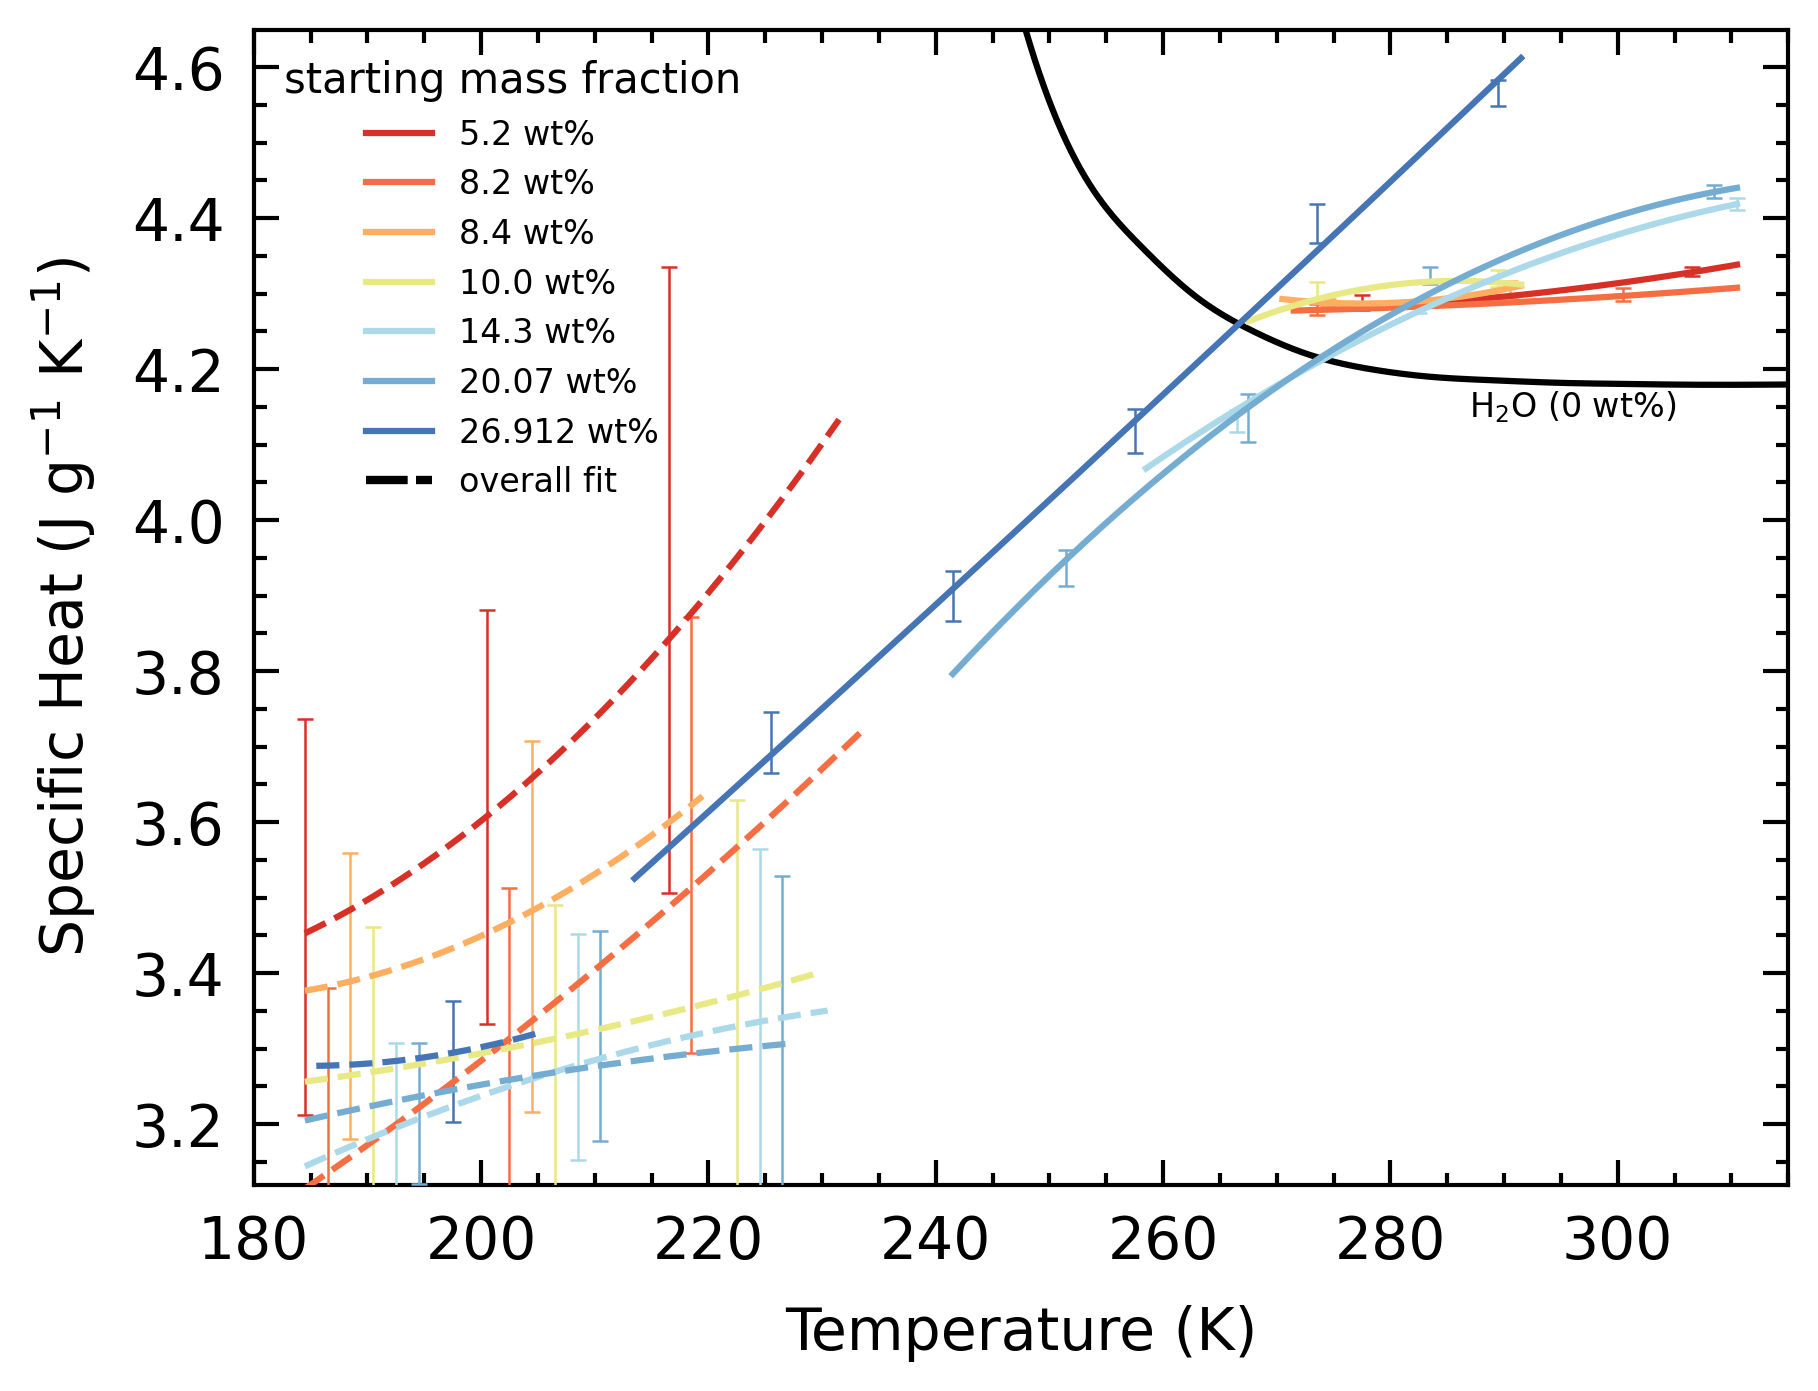 starting mass fraction
5.2 wt%
8.2 wt%
8.4 wt%
10.0 wt%
14.3 wt%
20.07 wt%
26.912 wt%
overall fit
H₂O (0 wt%)
4.6
4.4
4.2
4.0
3.8
3.6
3.4
3.2
Specific Heat (J g⁻¹ K⁻¹)
180 200 220 240 260 280 300
Temperature (K)